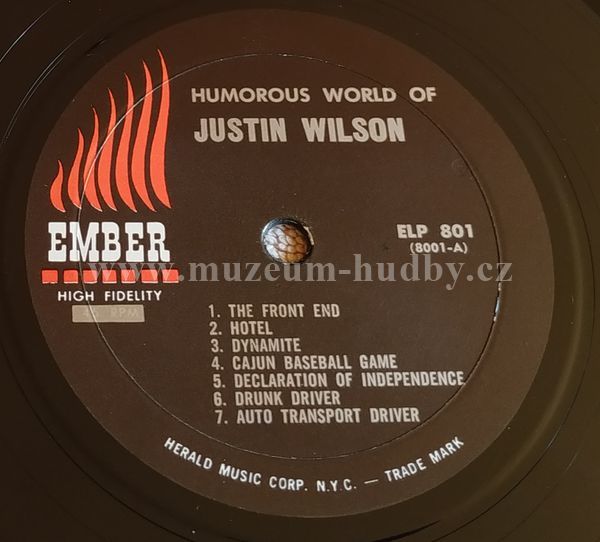 HUMOROUS WORLD OF
JUSTIN WILSON
EMBER
HIGH FIDELITY
45 RPM
ELP 801
(8001-A)
www.muzeum-hudby.cz
1. THE FRONT END
2. HOTEL
3. DYNAMITE
4. CAJUN BASEBALL GAME
5. DECLARATION OF INDEPENDENCE
6. DRUNK DRIVER
7. AUTO TRANSPORT DRIVER
HERALD MUSIC CORP. N.Y.C. — TRADE MARK